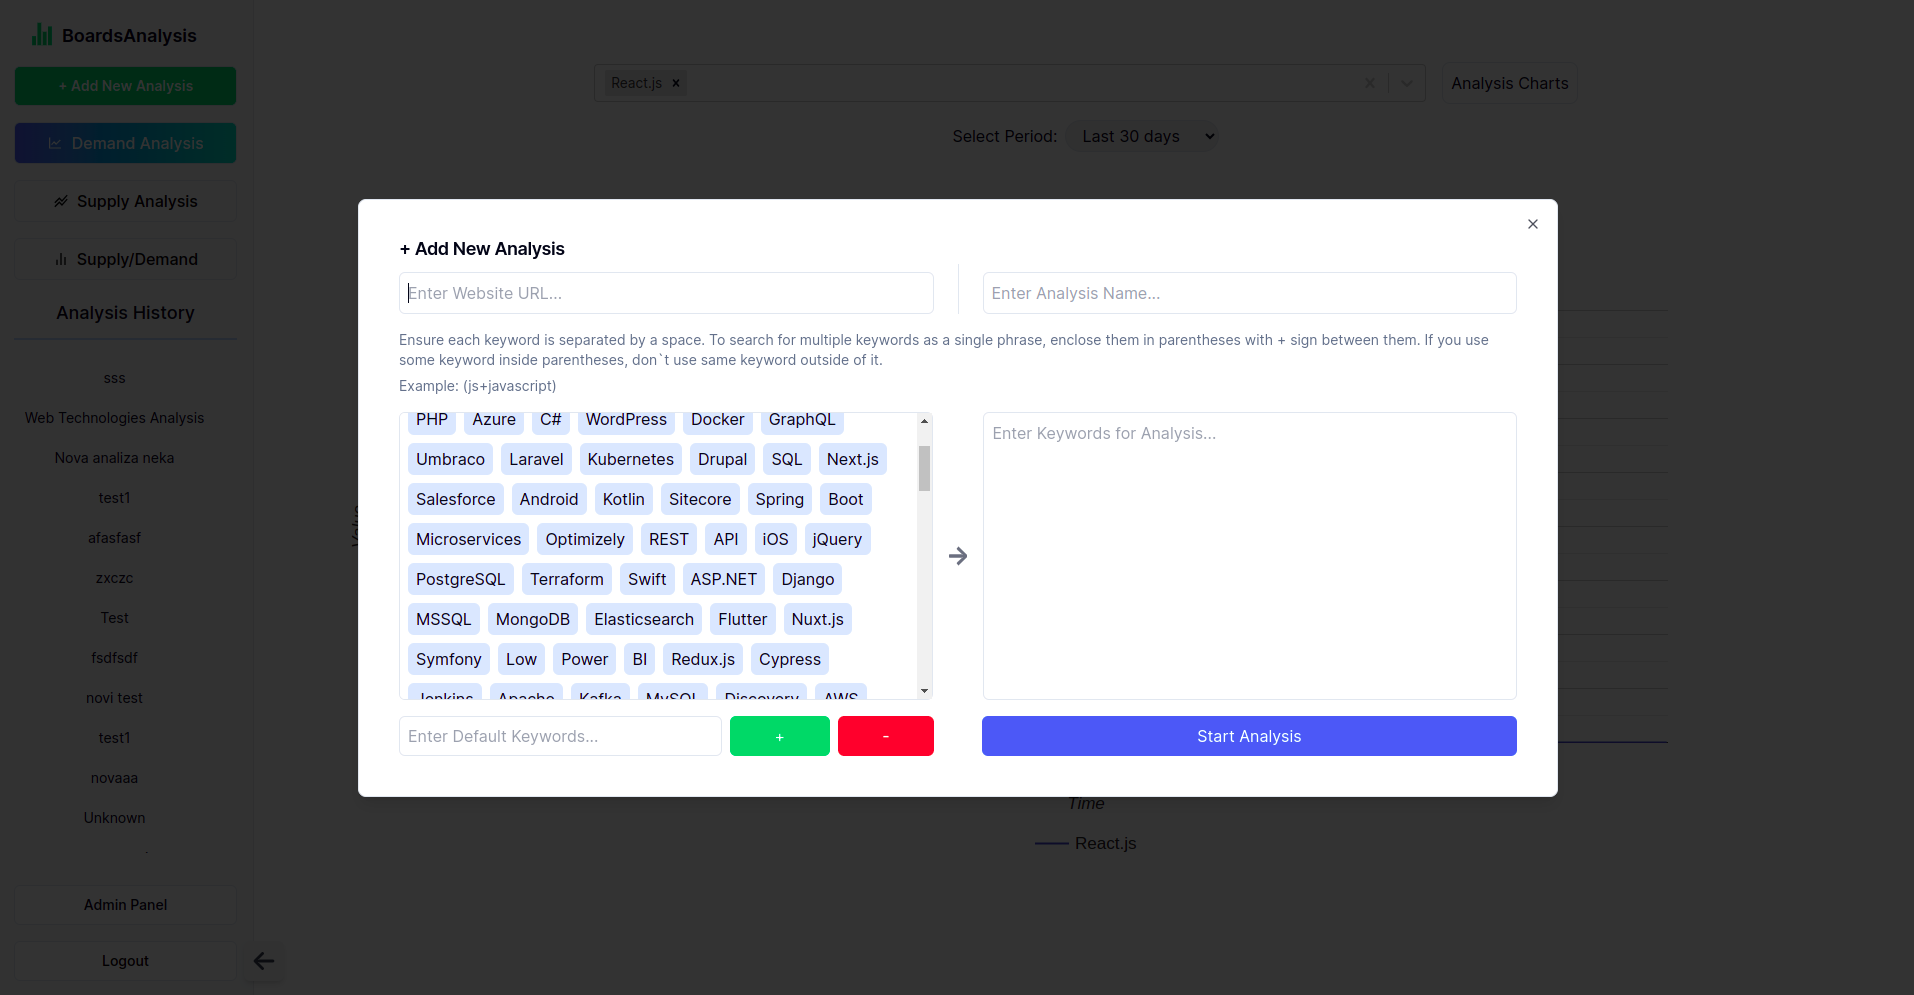 BoardsAnalysis
+ Add New Analysis
Demand Analysis
Supply Analysis
Supply/Demand
Analysis History
sss
Web Technologies Analysis
Nova analiza neka
test1
afasfasf
zxczc
Test
fsdfsdf
novi test
test1
novaaa
Unknown
Admin Panel
Logout
React.js
Analysis Charts
Select Period: Last 30 days
+ Add New Analysis
Enter Website URL...
Enter Analysis Name...
Ensure each keyword is separated by a space. To search for multiple keywords as a single phrase, enclose them in parentheses with + sign between them. If you use
some keyword inside parentheses, don`t use same keyword outside of it.
Example: (js+javascript)
PHP Azure C# WordPress Docker GraphQL
Umbraco Laravel Kubernetes Drupal SQL Next.js
Salesforce Android Kotlin Sitecore Spring Boot
Microservices Optimizely REST API iOS jQuery
PostgreSQL Terraform Swift ASP.NET Django
MSSQL MongoDB Elasticsearch Flutter Nuxt.js
Symfony Low Power BI Redux.js Cypress
Jenkins Apache Kafka MySQL Discovery AWS
Enter Default Keywords...
+
-
Enter Keywords for Analysis...
Start Analysis
Time
React.js